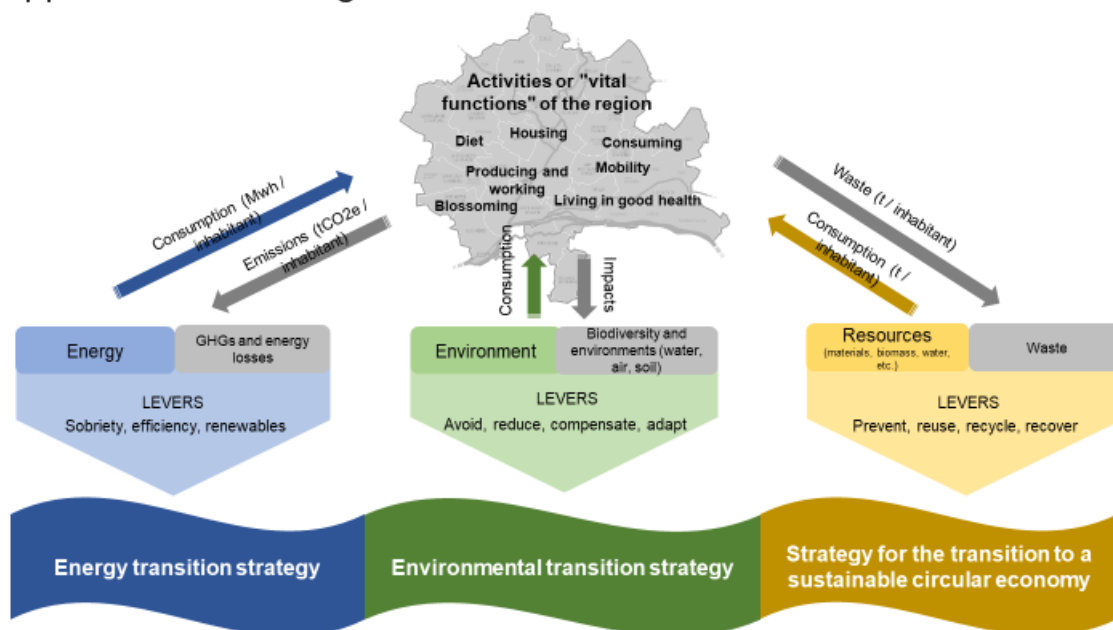 Activities or "vital
functions" of the region
Housing
Diet
Consuming
Producing and
working
Mobility
Blossoming
Living in good health
Consumption (Mwh /
inhabitant)
Emissions (tCO2e /
inhabitant)
Consumption
Impacts
Waste (t / inhabitant)
Consumption (t /
inhabitant)
Energy
GHGs and energy
losses
LEVERS
Sobriety, efficiency, renewables
Environment
Biodiversity and
environments (water,
air, soil)
LEVERS
Avoid, reduce, compensate, adapt
Resources
(materials, biomass, water,
etc.)
Waste
LEVERS
Prevent, reuse, recycle, recover
Energy transition strategy
Environmental transition strategy
Strategy for the transition to a
sustainable circular economy